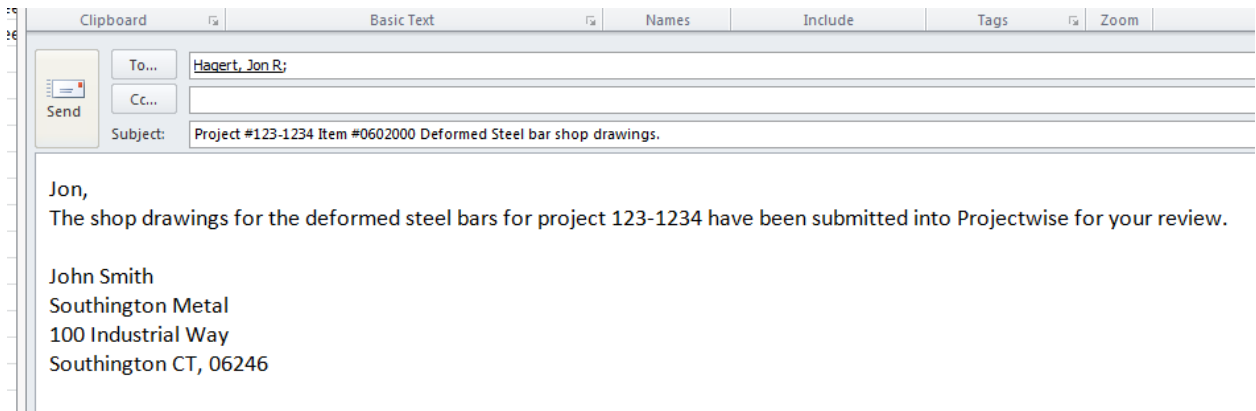 Clipboard Basic Text Names Include Tags Zoom
To... Hagert, Jon R;
Cc...
Send
Subject: Project #123-1234 Item #0602000 Deformed Steel bar shop drawings.
Jon,
The shop drawings for the deformed steel bars for project 123-1234 have been submitted into Projectwise for your review.
John Smith
Southington Metal
100 Industrial Way
Southington CT, 06246